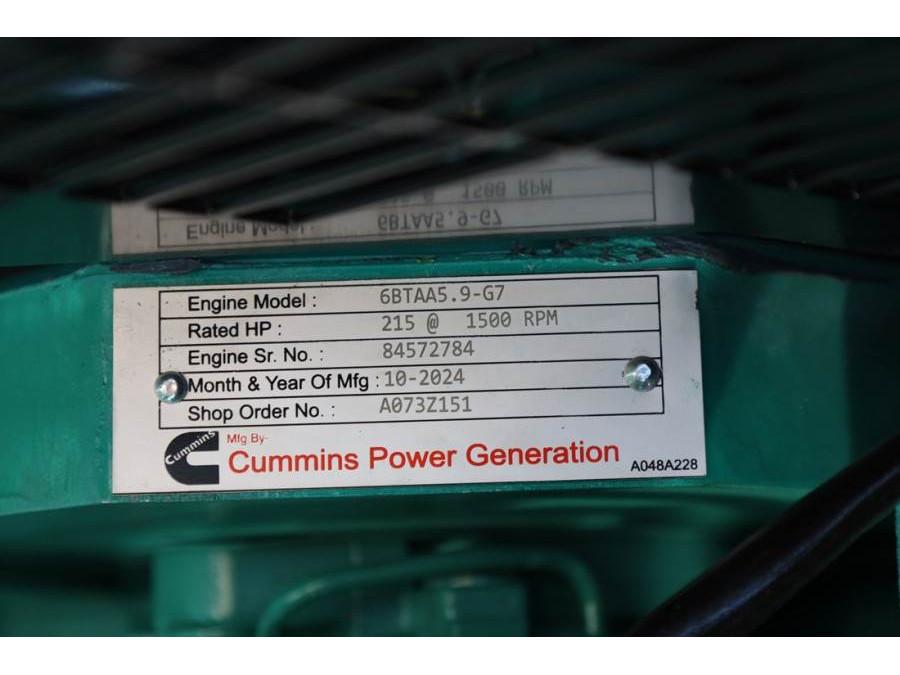 Engine Model : 6BTAA5.9-G7
Rated HP : 215 @ 1500 RPM
Engine Sr. No. : 84572784
Month & Year Of Mfg : 10-2024
Shop Order No. : A073Z151
Cummins
Mfg By-
Cummins Power Generation
A048A228